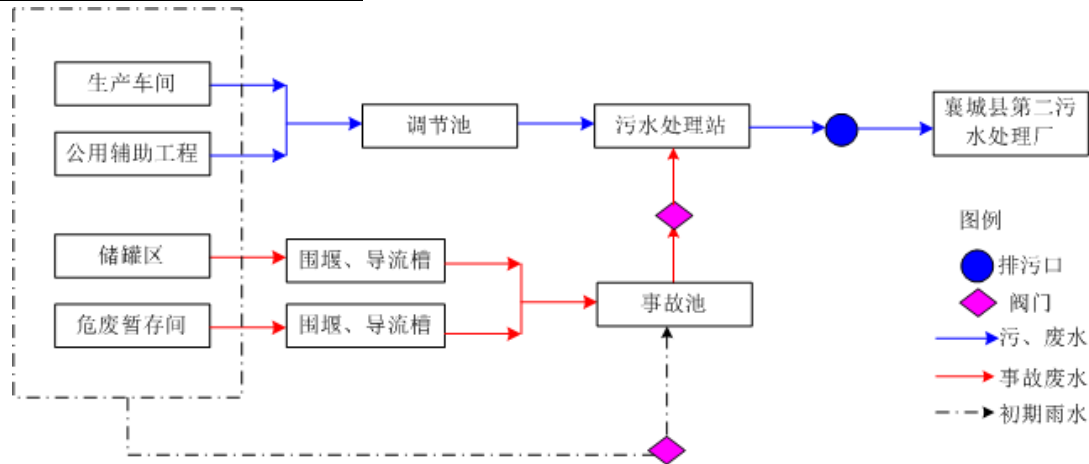 生产车间
公用辅助工程
调节池
污水处理站
襄城县第二污
水处理厂
储罐区
围堰、导流槽
危废暂存间
围堰、导流槽
事故池
图例
排污口
阀门
污、废水
事故废水
初期雨水